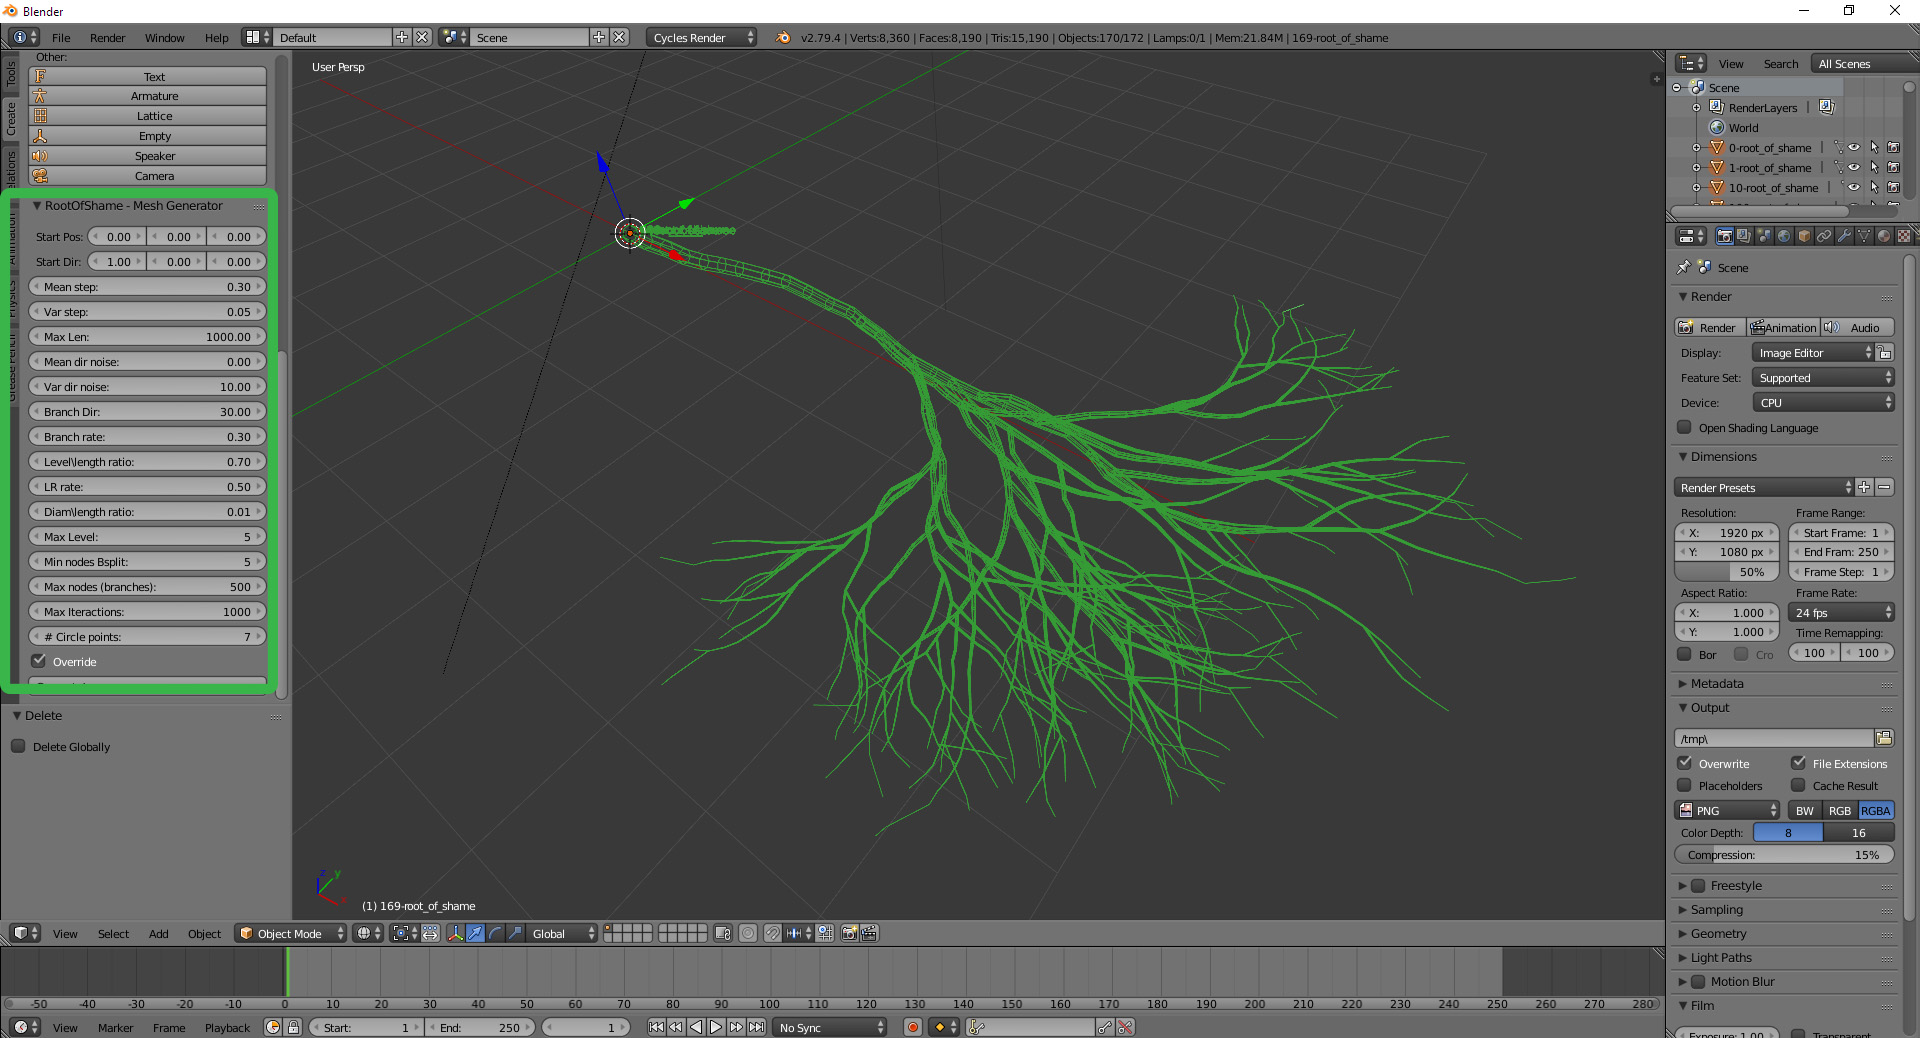 Blender
File Render Window Help Default Scene Cycles Render v2.79.4 | Verts:8,360 | Faces:8,190 | Tris:15,190 | Objects:170/172 | Lamps:0/1 | Mem:21.84M | 169-root_of_shame
Tools
Create
Other:
Text
Armature
Lattice
Empty
Speaker
Camera
RootOfShame - Mesh Generator
Start Pos: 0.00 0.00 0.00
Start Dir: 1.00 0.00 0.00
Mean step: 0.30
Var step: 0.05
Max Len: 1000.00
Mean dir noise: 0.00
Var dir noise: 10.00
Branch Dir: 30.00
Branch rate: 0.30
Level\length ratio: 0.70
LR rate: 0.50
Diam\length ratio: 0.01
Max Level: 5
Min nodes Bsplit: 5
Max nodes (branches): 500
Max Iteractions: 1000
# Circle points: 7
Override
Delete
Delete Globally
User Persp
z y x
(1) 169-root_of_shame
View Select Add Object Object Mode Global
-50 -40 -30 -20 -10 0 10 20 30 40 50 60 70 80 90 100 110 120 130 140 150 160 170 180 190 200 210 220 230 240 250 260 270 280
View Marker Frame Playback Start: 1 End: 250 1 No Sync
View Search All Scenes
Scene
RenderLayers |
World
0-root_of_shame |
1-root_of_shame |
10-root_of_shame |
Scene
Render
Render Animation Audio
Display: Image Editor
Feature Set: Supported
Device: CPU
Open Shading Language
Dimensions
Render Presets
Resolution: Frame Range:
X: 1920 px Start Frame: 1
Y: 1080 px End Fram: 250
50% Frame Step: 1
Aspect Ratio: Frame Rate:
X: 1.000 24 fps
Y: 1.000 Time Remapping:
Bor Cro 100 100
Metadata
Output
/tmp\
Overwrite File Extensions
Placeholders Cache Result
PNG BW RGB RGBA
Color Depth: 8 16
Compression: 15%
Freestyle
Sampling
Geometry
Light Paths
Motion Blur
Film
Exposure: 1.00 Transparent